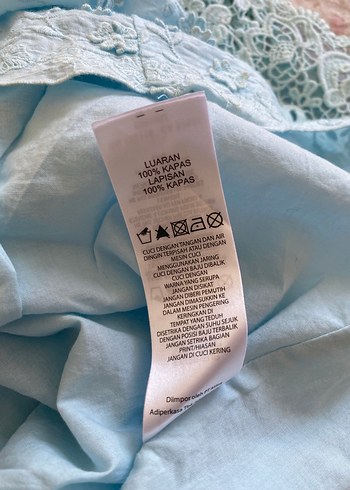 LUARAN
100% KAPAS
LAPISAN
100% KAPAS
CUCI DENGAN TANGAN DAN AIR
DINGIN TERPISAH ATAU DENGAN
MESIN CUCI
MENGGUNAKAN JARING
CUCI DENGAN BAJU DIBALIK
CUCI DENGAN
WARNA YANG SERUPA
JANGAN DISIKAT
JANGAN DIBERI PEMUTIH
JANGAN DIMASUKKIN KE
DALAM MESIN PENGERING
KERINGKAN DI
TEMPAT YANG TEDUH
DISETRIKA DENGAN SUHU SEJUK
DENGAN POSISI BAJU TERBALIK
JANGAN SETRIKA BAGIAN
PRINT/HIASAN
JANGAN DI CUCI KERING
Diimpor oleh
Adiperkasa